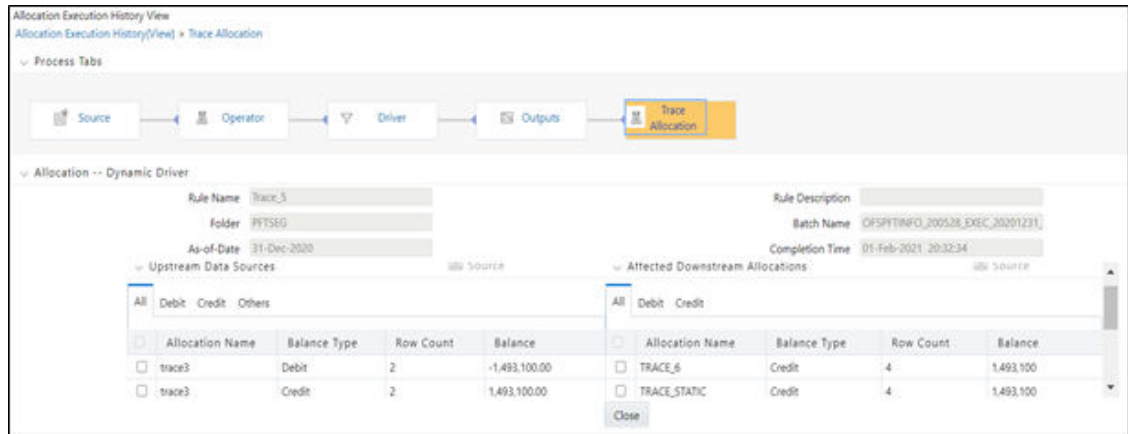 Allocation Execution History View
Allocation Execution History(View) > Trace Allocation
Process Tabs
Source
Operator
Driver
Outputs
Trace
Allocation
Allocation -- Dynamic Driver
Rule Name Trace_5 Rule Description
Folder PFTSEG Batch Name OFSPFTINFO_200528_EXEC_20201231_
As-of-Date 31-Dec-2020 Completion Time 01-Feb-2021 20:32:34
Upstream Data Sources Source Affected Downstream Allocations Source
All Debit Credit Others All Debit Credit
Allocation Name Balance Type Row Count Balance Allocation Name Balance Type Row Count Balance
trace3 Debit 2 -1,493,100.00 TRACE_6 Credit 4 1,493,100
trace3 Credit 2 1,493,100.00 TRACE_STATIC Credit 4 1,493,100
Close